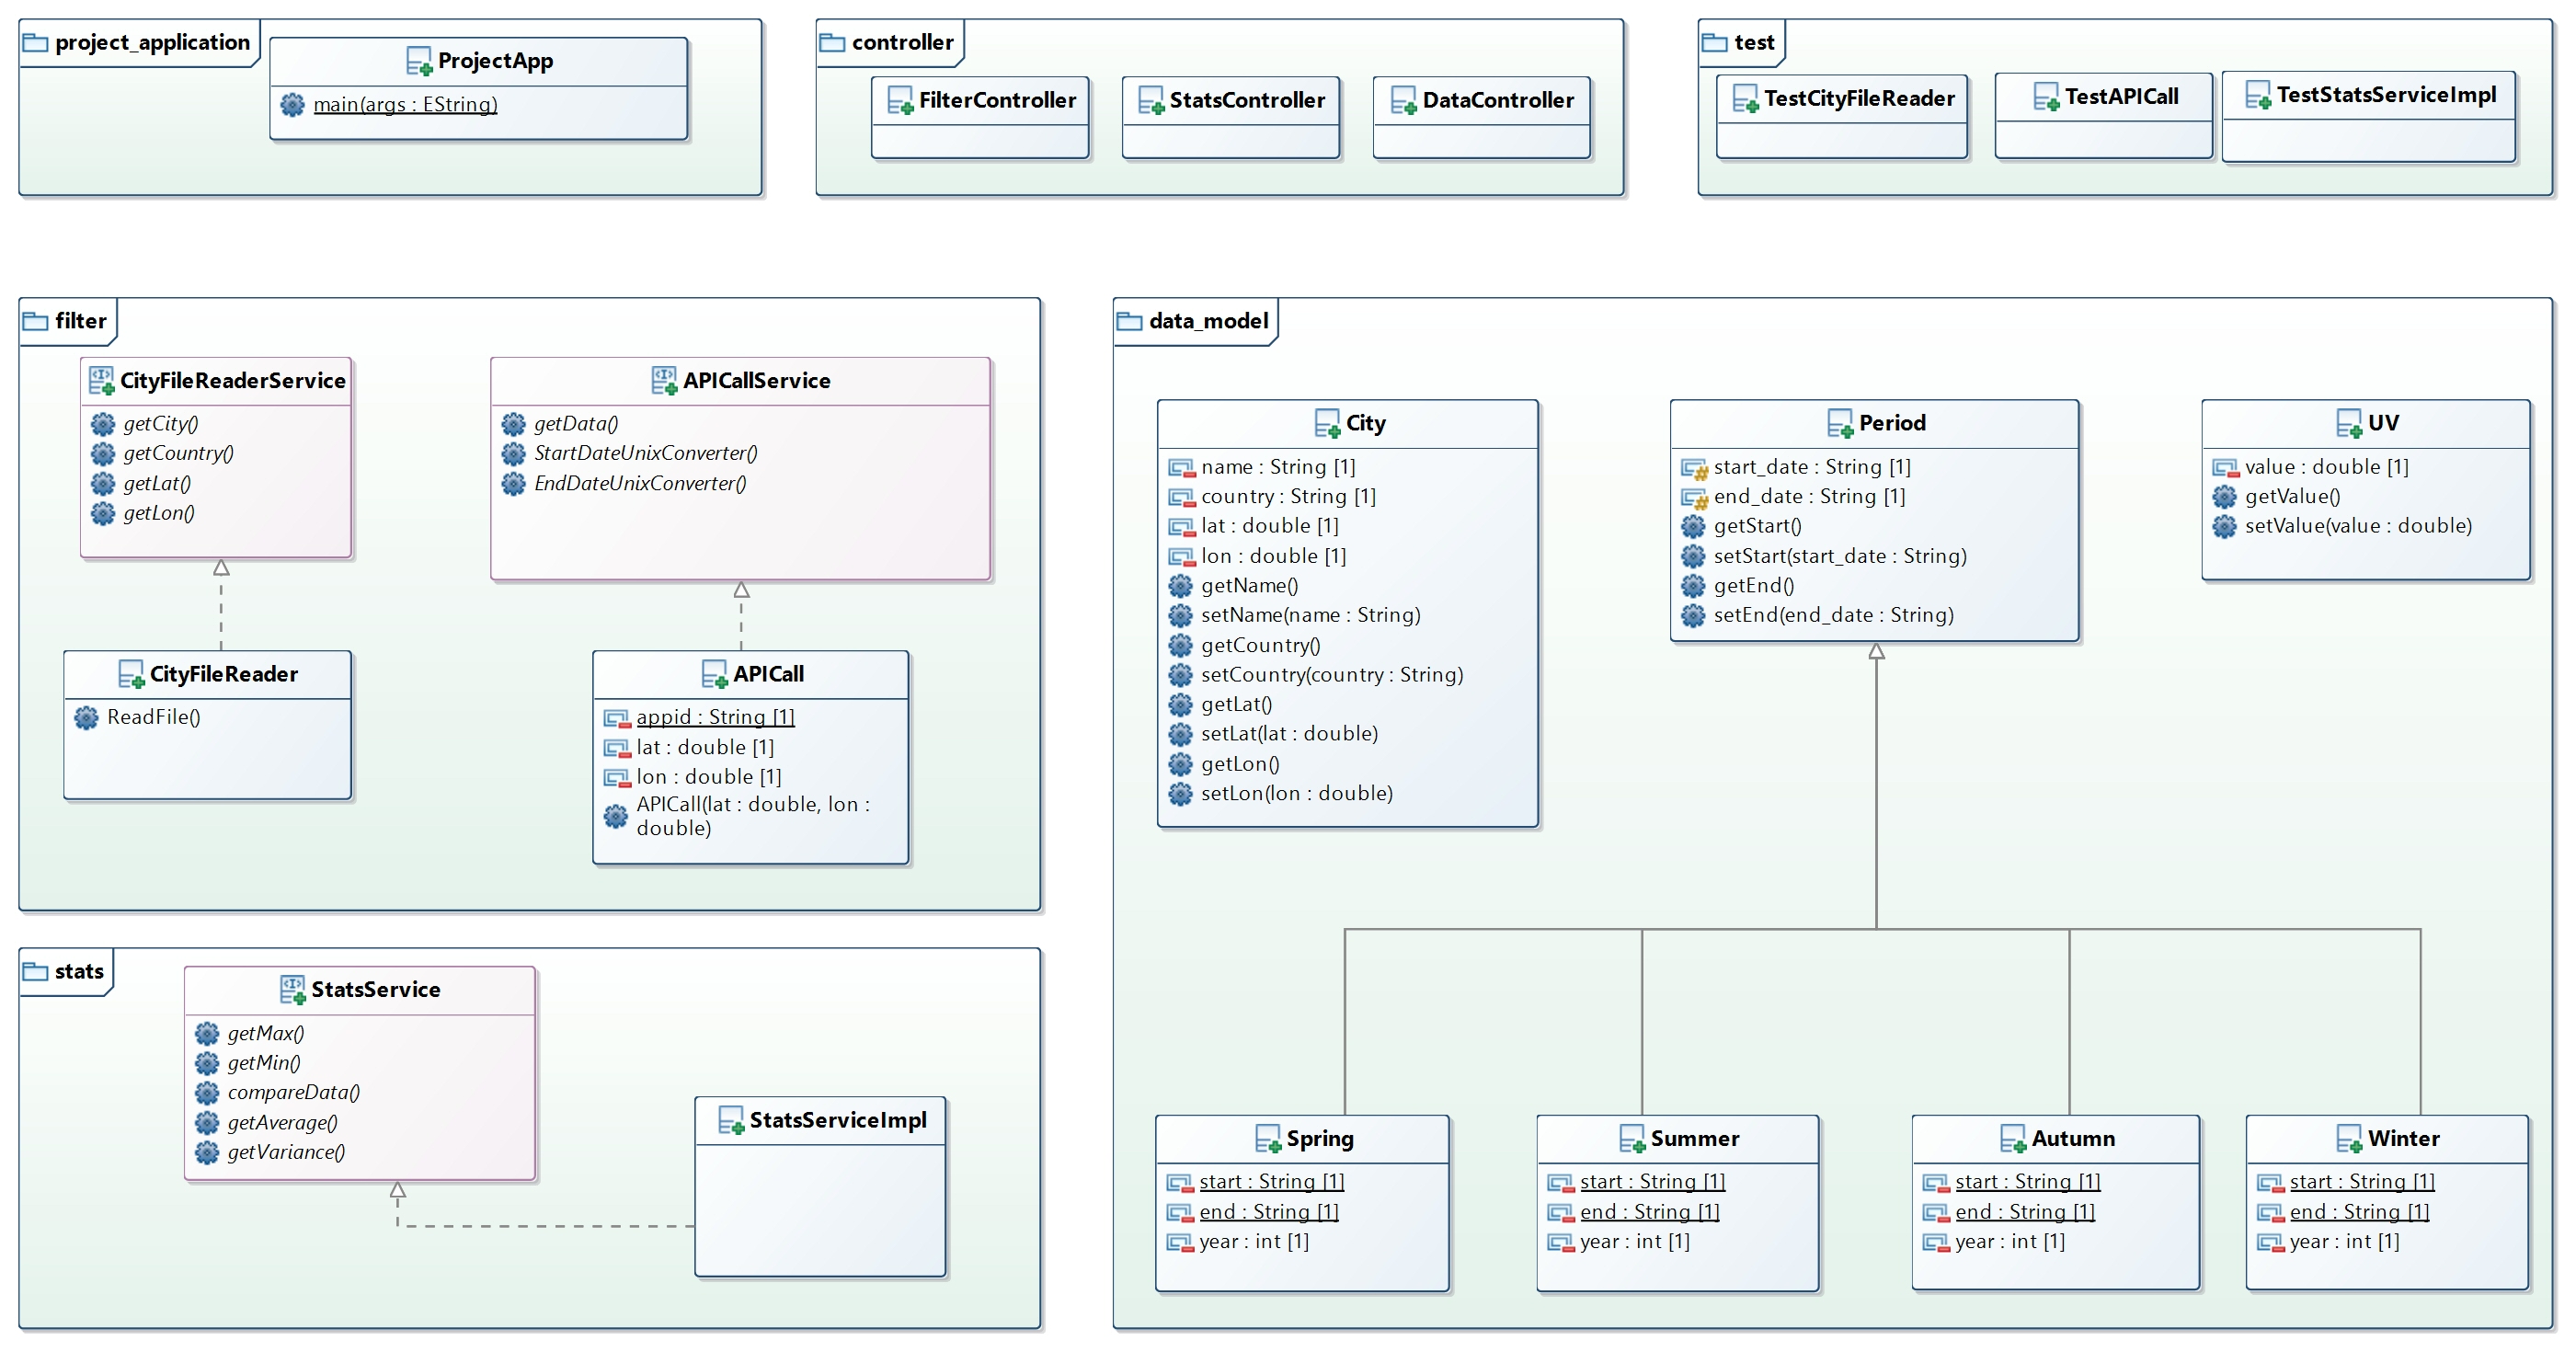 project_application
ProjectApp
main(args : EString)
controller
FilterController
StatsController
DataController
test
TestCityFileReader
TestAPICall
TestStatsServiceImpl
filter
CityFileReaderService
getCity()
getCountry()
getLat()
getLon()
APICallService
getData()
StartDateUnixConverter()
EndDateUnixConverter()
CityFileReader
ReadFile()
APICall
appid : String [1]
lat : double [1]
lon : double [1]
APICall(lat : double, lon :
double)
stats
StatsService
getMax()
getMin()
compareData()
getAverage()
getVariance()
StatsServiceImpl
data_model
City
name : String [1]
country : String [1]
lat : double [1]
lon : double [1]
getName()
setName(name : String)
getCountry()
setCountry(country : String)
getLat()
setLat(lat : double)
getLon()
setLon(lon : double)
Period
start_date : String [1]
end_date : String [1]
getStart()
setStart(start_date : String)
getEnd()
setEnd(end_date : String)
UV
value : double [1]
getValue()
setValue(value : double)
Spring
start : String [1]
end : String [1]
year : int [1]
Summer
start : String [1]
end : String [1]
year : int [1]
Autumn
start : String [1]
end : String [1]
year : int [1]
Winter
start : String [1]
end : String [1]
year : int [1]